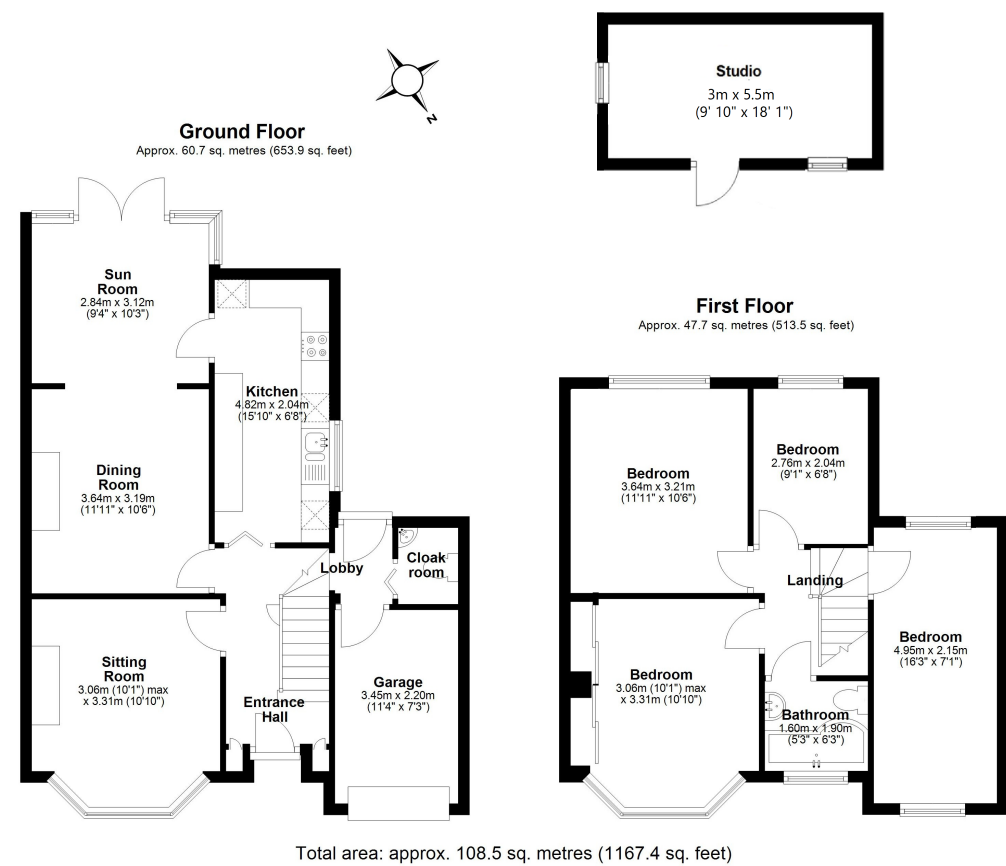 Studio
3m x 5.5m
(9' 10" x 18' 1")
N
Ground Floor
Approx. 60.7 sq. metres (653.9 sq. feet)
Sun
Room
2.84m x 3.12m
(9'4" x 10'3")
Kitchen
4.82m x 2.04m
(15'10" x 6'8")
Dining
Room
3.64m x 3.19m
(11'11" x 10'6")
Lobby
Cloak
room
Sitting
Room
3.06m (10'1") max
x 3.31m (10'10")
Entrance
Hall
Garage
3.45m x 2.20m
(11'4" x 7'3")
First Floor
Approx. 47.7 sq. metres (513.5 sq. feet)
Bedroom
3.64m x 3.21m
(11'11" x 10'6")
Bedroom
2.76m x 2.04m
(9'1" x 6'8")
Landing
Bedroom
4.95m x 2.15m
(16'3" x 7'1")
Bedroom
3.06m (10'1") max
x 3.31m (10'10")
Bathroom
1.60m x 1.90m
(5'3" x 6'3")
Total area: approx. 108.5 sq. metres (1167.4 sq. feet)